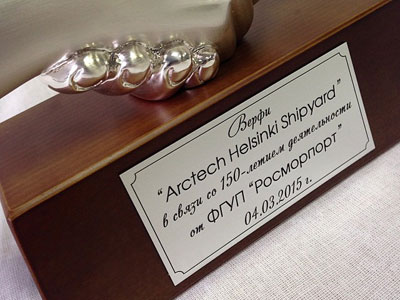 Верфи
"Arctech Helsinki Shipyard"
в связи со 150-летием деятельности
от ФГУП "Росморпорт"
04.03.2015 г.